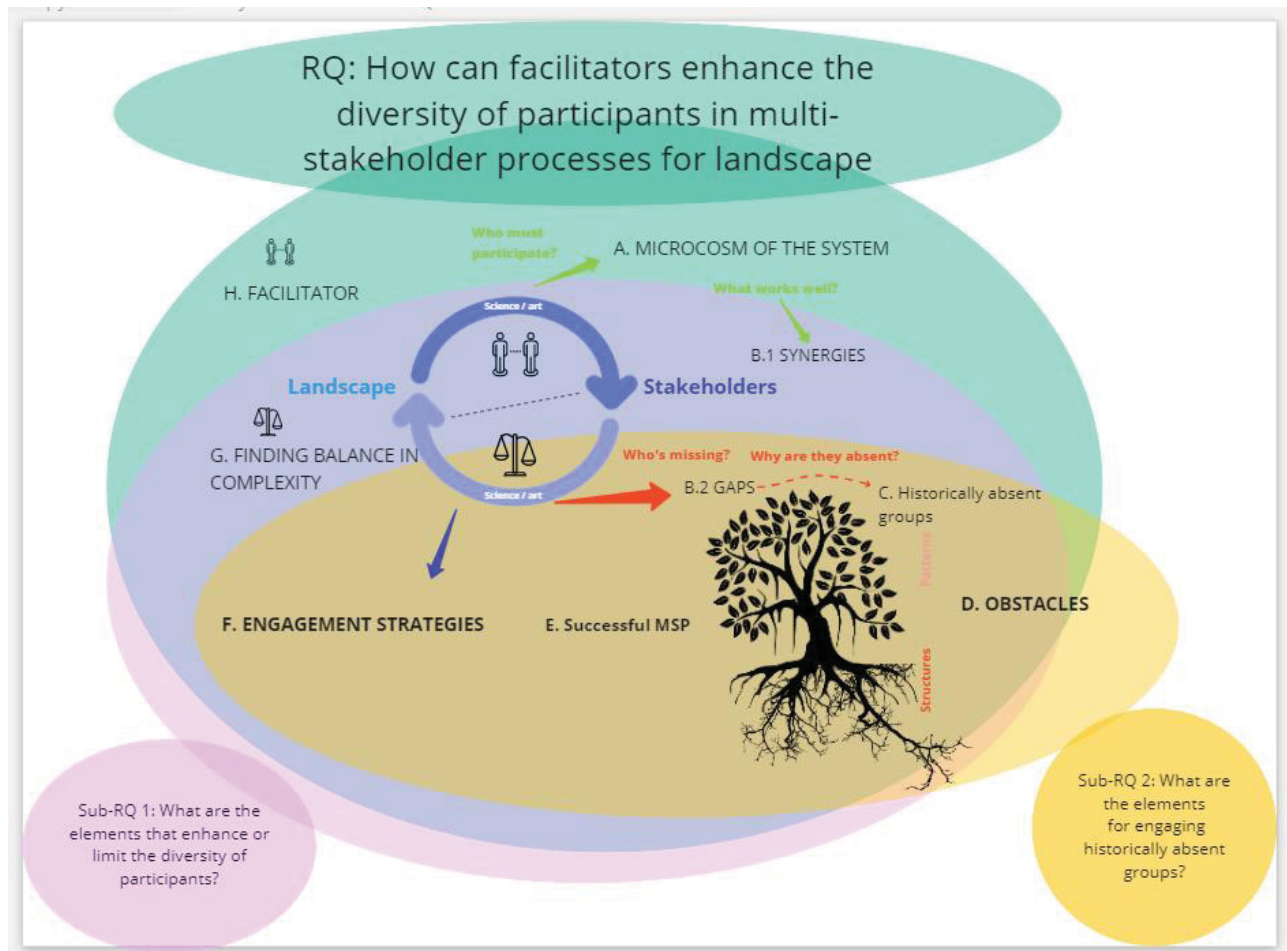 RQ: How can facilitators enhance the
diversity of participants in multi-
stakeholder processes for landscape
Who must
participate?
A. MICROCOSM OF THE SYSTEM
H. FACILITATOR
What works well?
Science / art
B.1 SYNERGIES
Landscape
Stakeholders
G. FINDING BALANCE IN
COMPLEXITY
Who's missing?
Why are they absent?
B.2 GAPS
C. Historically absent
groups
Science / art
Patterns
D. OBSTACLES
F. ENGAGEMENT STRATEGIES
E. Successful MSP
Structures
Sub-RQ 1: What are the
elements that enhance or
limit the diversity of
participants?
Sub-RQ 2: What are
the elements
for engaging
historically absent
groups?